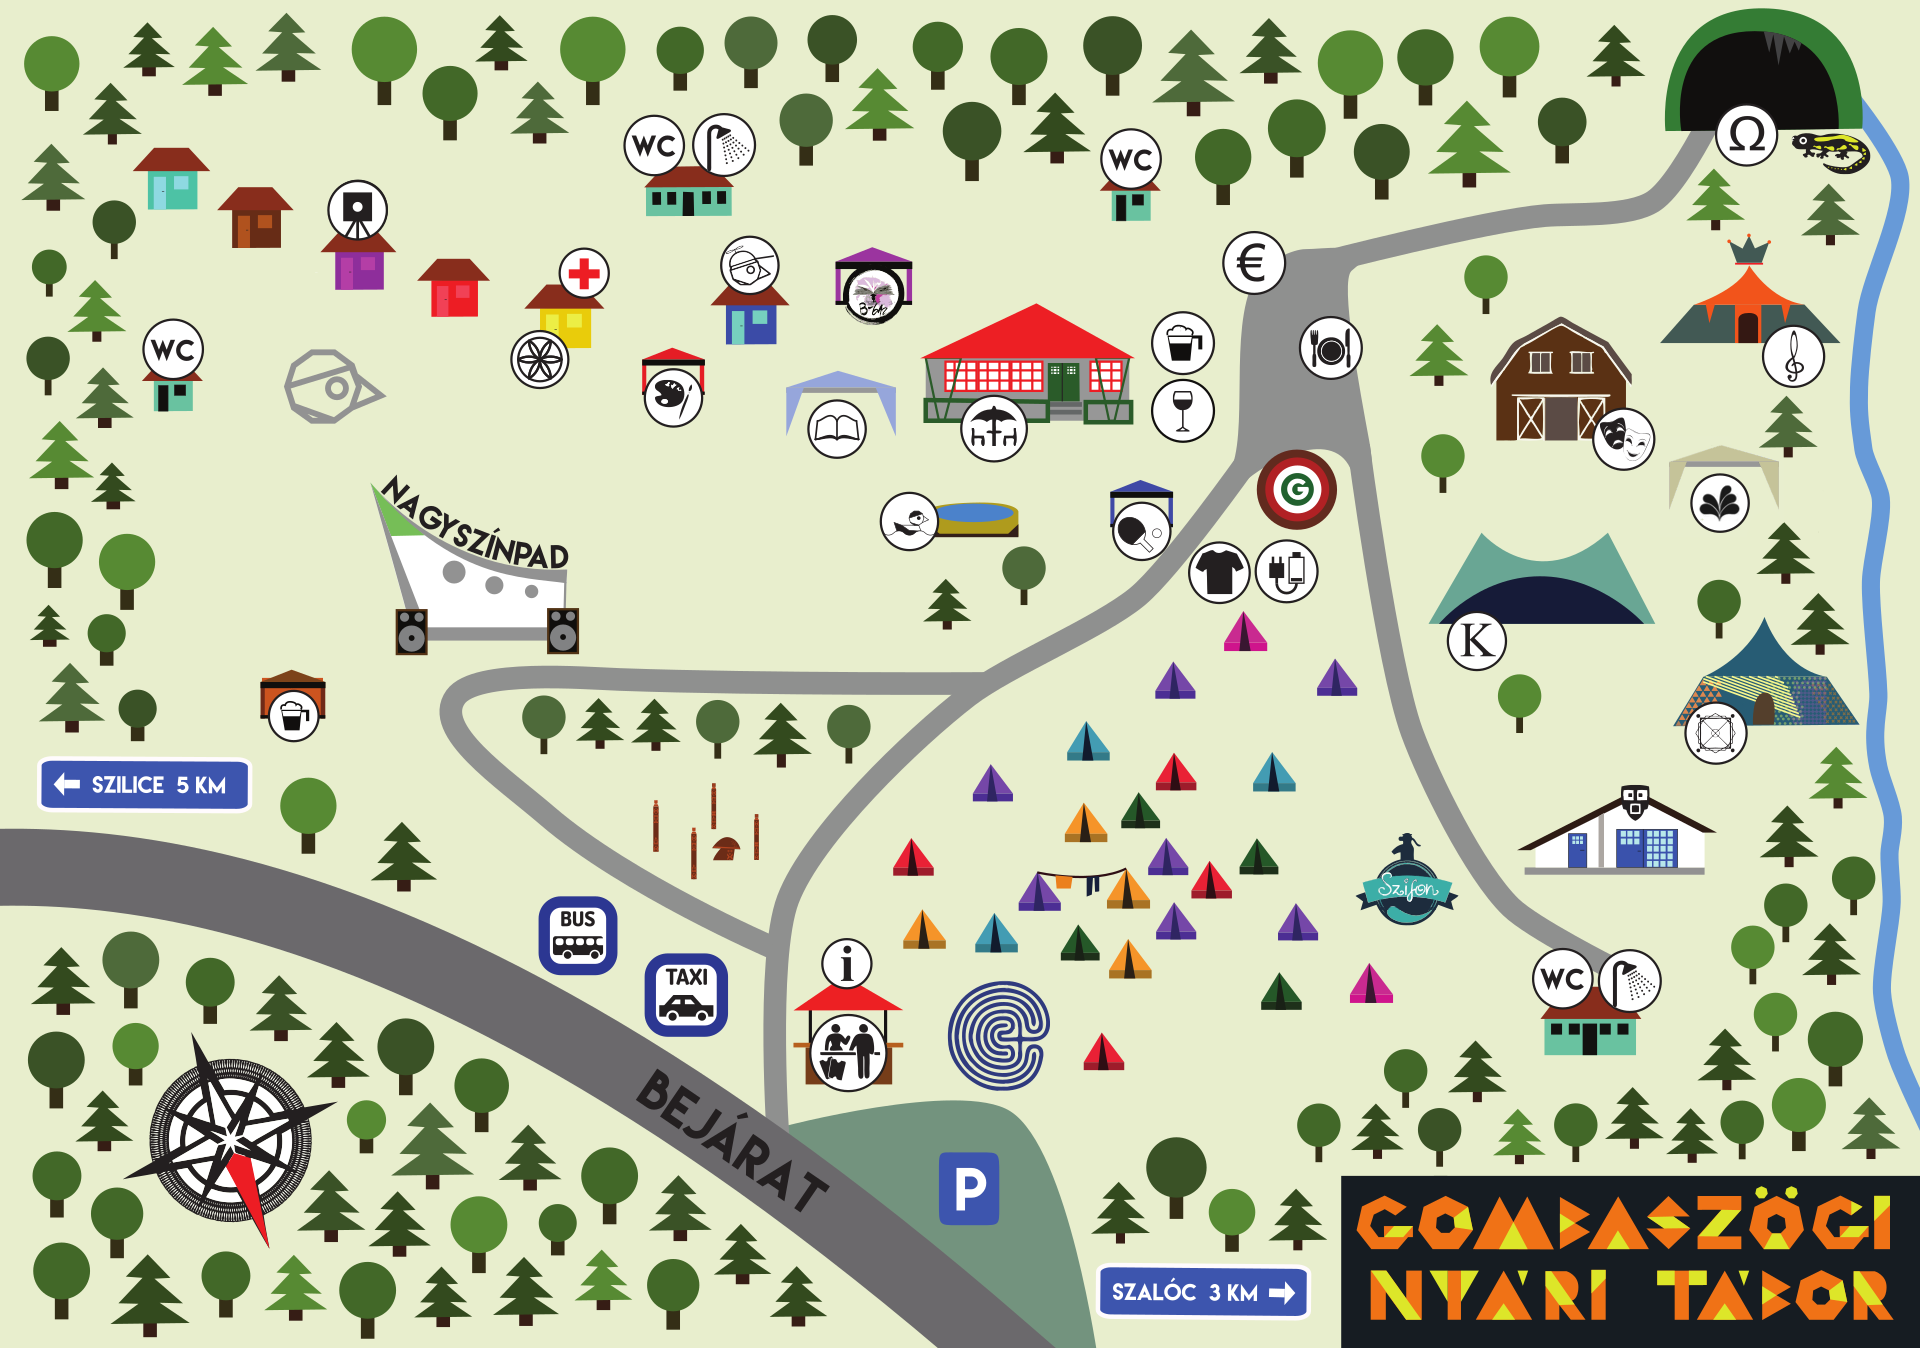 WC
WC
Ω
€
WC
NAGYSZÍNPAD
G
K
SZILICE 5 KM
Szifon
BUS
TAXI
i
WC
BEJÁRAT
P
SZALÓC 3 KM
GOMBASZÖGI
NYÁRI TÁBOR